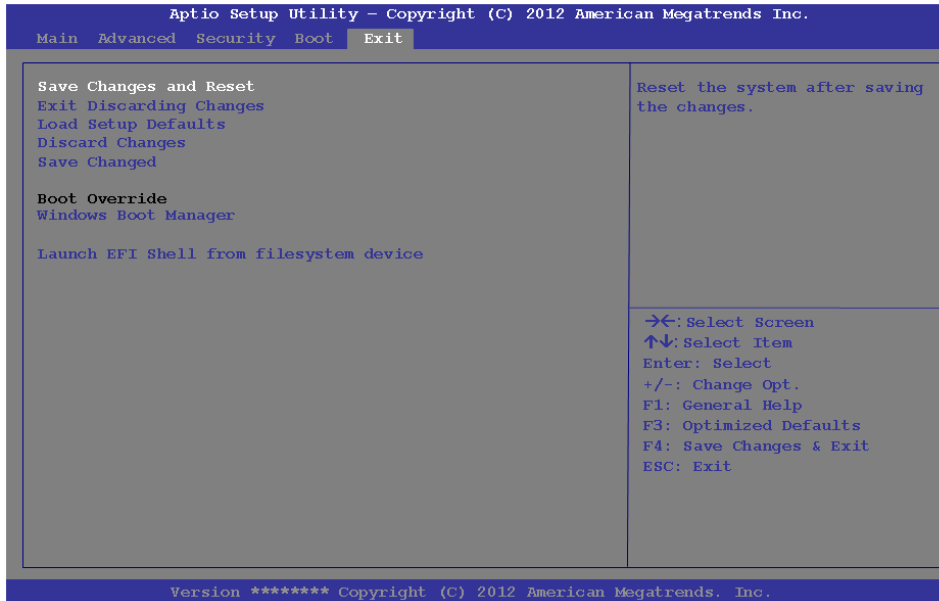 Aptio Setup Utility – Copyright (C) 2012 American Megatrends Inc.
Main Advanced Security Boot Exit
Save Changes and Reset
Exit Discarding Changes
Load Setup Defaults
Discard Changes
Save Changed
Boot Override
Windows Boot Manager
Launch EFI Shell from filesystem device
Reset the system after saving
the changes.
→←:Select Screen
↑↓:Select Item
Enter: Select
+/-: Change Opt.
F1: General Help
F3: Optimized Defaults
F4: Save Changes & Exit
ESC: Exit
Version ******** Copyright (C) 2012 American Megatrends. Inc.